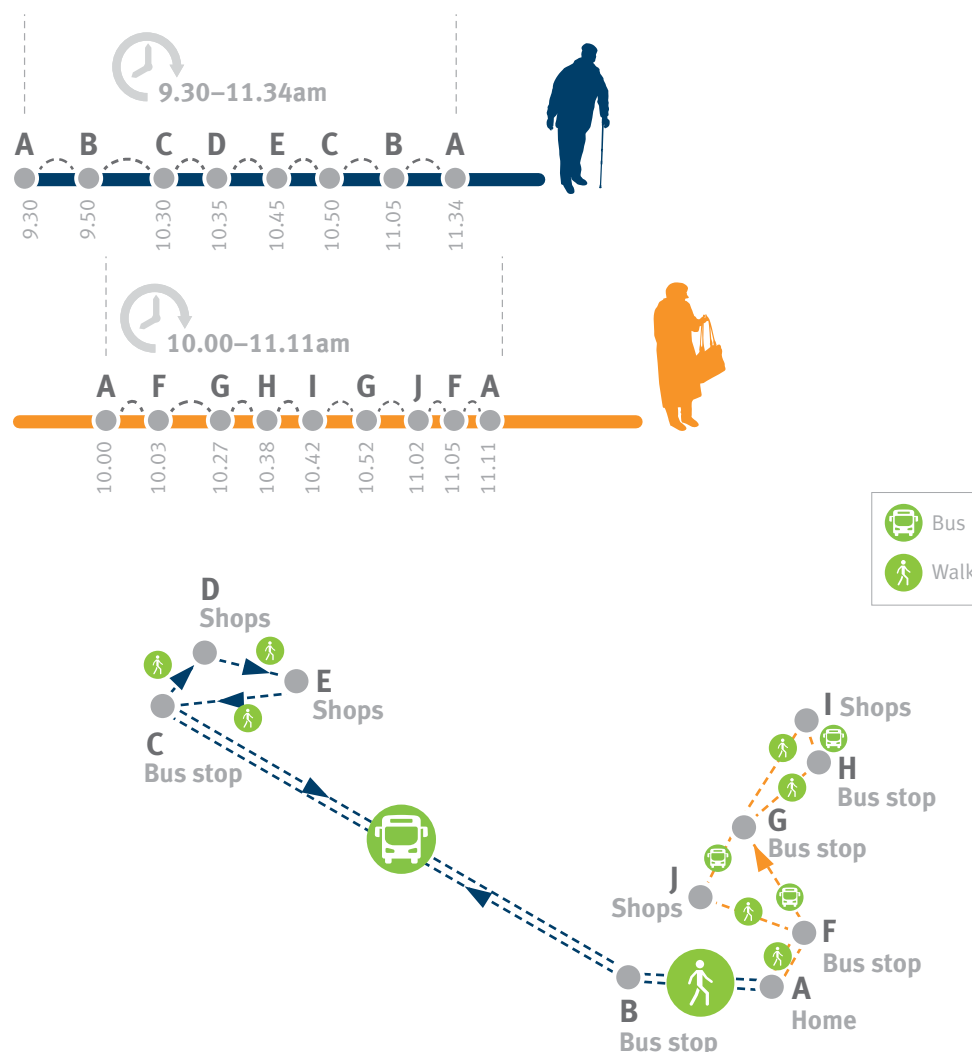 9.30–11.34am
A B C D E C B A
9.30 9.50 10.30 10.35 10.45 10.50 11.05 11.34
10.00–11.11am
A F G H I G J F A
10.00 10.03 10.27 10.38 10.42 10.52 11.02 11.05 11.11
Bus
Walk
D
Shops
E
Shops
C
Bus stop
I Shops
H
Bus stop
G
Bus stop
J
Shops
F
Bus stop
A
Home
B
Bus stop